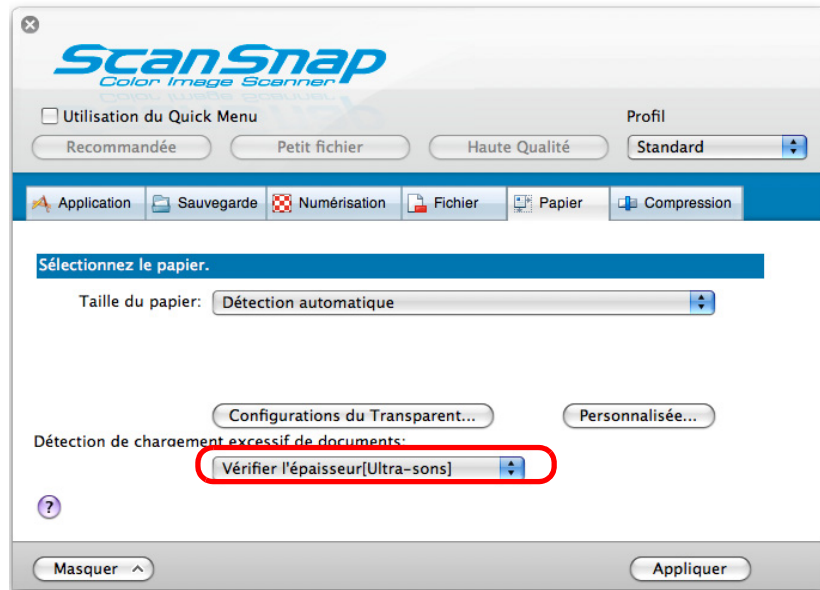 ScanSnap
Color Image Scanner
Utilisation du Quick Menu
Profil
Recommandée Petit fichier Haute Qualité Standard
Application Sauvegarde Numérisation Fichier Papier Compression
Sélectionnez le papier.
Taille du papier: Détection automatique
Configurations du Transparent... Personnalisée...
Détection de chargement excessif de documents:
Vérifier l'épaisseur[Ultra-sons]
?
Masquer Appliquer